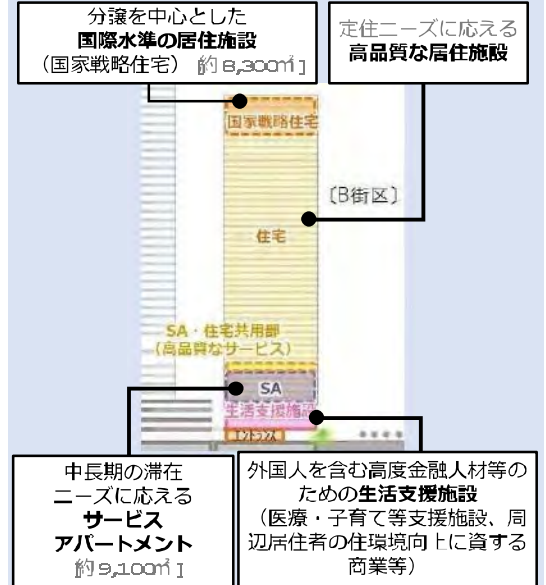 分譲を中心とした
国際水準の居住施設
（国家戦略住宅）［約8,300㎡］
定住ニーズに応える
高品質な居住施設
国家戦略住宅
［B街区］
住宅
SA・住宅共用部
（高品質なサービス）
SA
生活支援施設
エントランス
中長期の滞在
ニーズに応える
サービス
アパートメント
［約9,100㎡］
外国人を含む高度金融人材等の
ための生活支援施設
（医療・子育て等支援施設、周
辺居住者の住環境向上に資する
商業等）